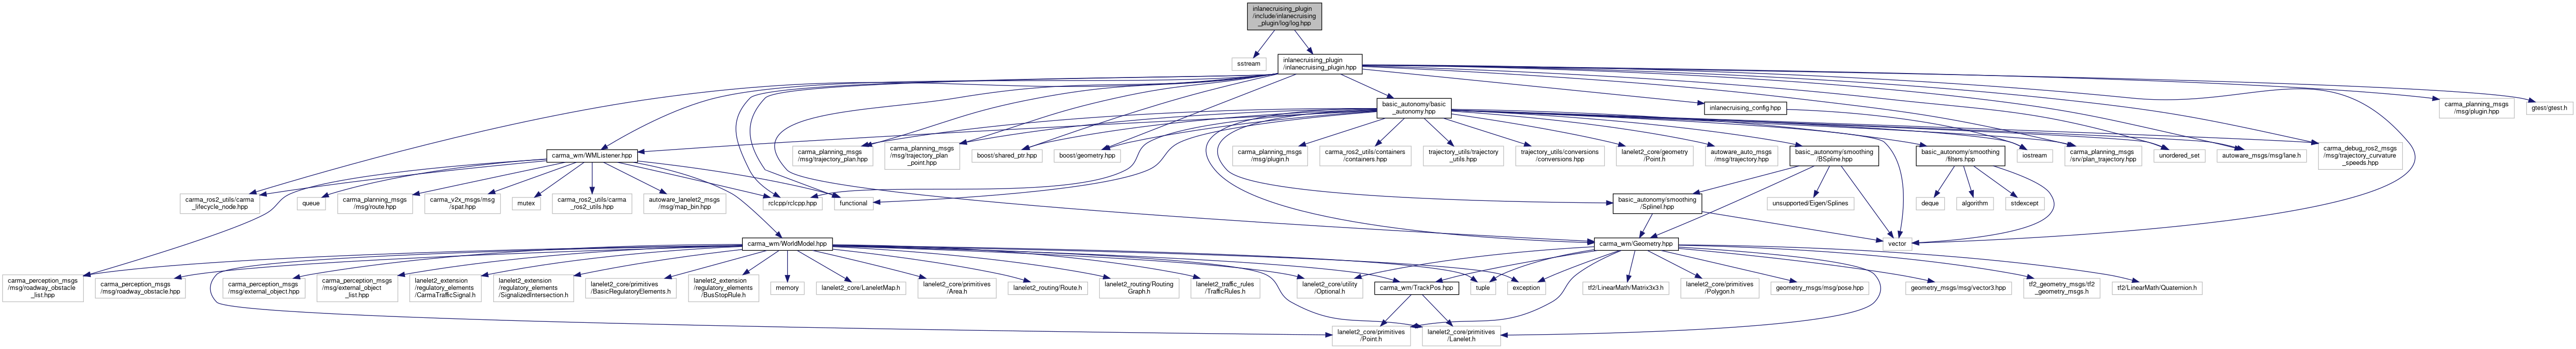 inlanecruising_plugin
/include/inlanecruising
_plugin/log/log.hpp
sstream
inlanecruising_plugin
/inlanecruising_plugin.hpp
basic_autonomy/basic
_autonomy.hpp
inlanecruising_config.hpp
carma_planning_msgs
/msg/plugin.hpp
gtest/gtest.h
carma_wm/WMListener.hpp
carma_planning_msgs
/msg/trajectory_plan.hpp
carma_planning_msgs
/msg/trajectory_plan
_point.hpp
boost/shared_ptr.hpp
boost/geometry.hpp
carma_planning_msgs
/msg/plugin.h
carma_ros2_utils/containers
/containers.hpp
trajectory_utils/trajectory
_utils.hpp
trajectory_utils/conversions
/conversions.hpp
lanelet2_core/geometry
/Point.h
autoware_auto_msgs
/msg/trajectory.hpp
basic_autonomy/smoothing
/BSpline.hpp
basic_autonomy/smoothing
/filters.hpp
iostream
carma_planning_msgs
/srv/plan_trajectory.hpp
unordered_set
autoware_msgs/msg/lane.h
carma_debug_ros2_msgs
/msg/trajectory_curvature
_speeds.hpp
carma_ros2_utils/carma
_lifecycle_node.hpp
queue
carma_planning_msgs
/msg/route.hpp
carma_v2x_msgs/msg
/spat.hpp
mutex
carma_ros2_utils/carma
_ros2_utils.hpp
autoware_lanelet2_msgs
/msg/map_bin.hpp
rclcpp/rclcpp.hpp
functional
basic_autonomy/smoothing
/SplineI.hpp
unsupported/Eigen/Splines
deque
algorithm
stdexcept
carma_wm/WorldModel.hpp
carma_wm/Geometry.hpp
vector
carma_perception_msgs
/msg/roadway_obstacle
_list.hpp
carma_perception_msgs
/msg/roadway_obstacle.hpp
carma_perception_msgs
/msg/external_object.hpp
carma_perception_msgs
/msg/external_object
_list.hpp
lanelet2_extension
/regulatory_elements
/CarmaTrafficSignal.h
lanelet2_extension
/regulatory_elements
/SignalizedIntersection.h
lanelet2_core/primitives
/BasicRegulatoryElements.h
lanelet2_extension
/regulatory_elements
/BusStopRule.h
memory
lanelet2_core/LaneletMap.h
lanelet2_core/primitives
/Area.h
lanelet2_routing/Route.h
lanelet2_routing/Routing
Graph.h
lanelet2_traffic_rules
/TrafficRules.h
lanelet2_core/utility
/Optional.h
carma_wm/TrackPos.hpp
tuple
exception
tf2/LinearMath/Matrix3x3.h
lanelet2_core/primitives
/Polygon.h
geometry_msgs/msg/pose.hpp
geometry_msgs/msg/vector3.hpp
tf2_geometry_msgs/tf2
_geometry_msgs.h
tf2/LinearMath/Quaternion.h
lanelet2_core/primitives
/Point.h
lanelet2_core/primitives
/Lanelet.h